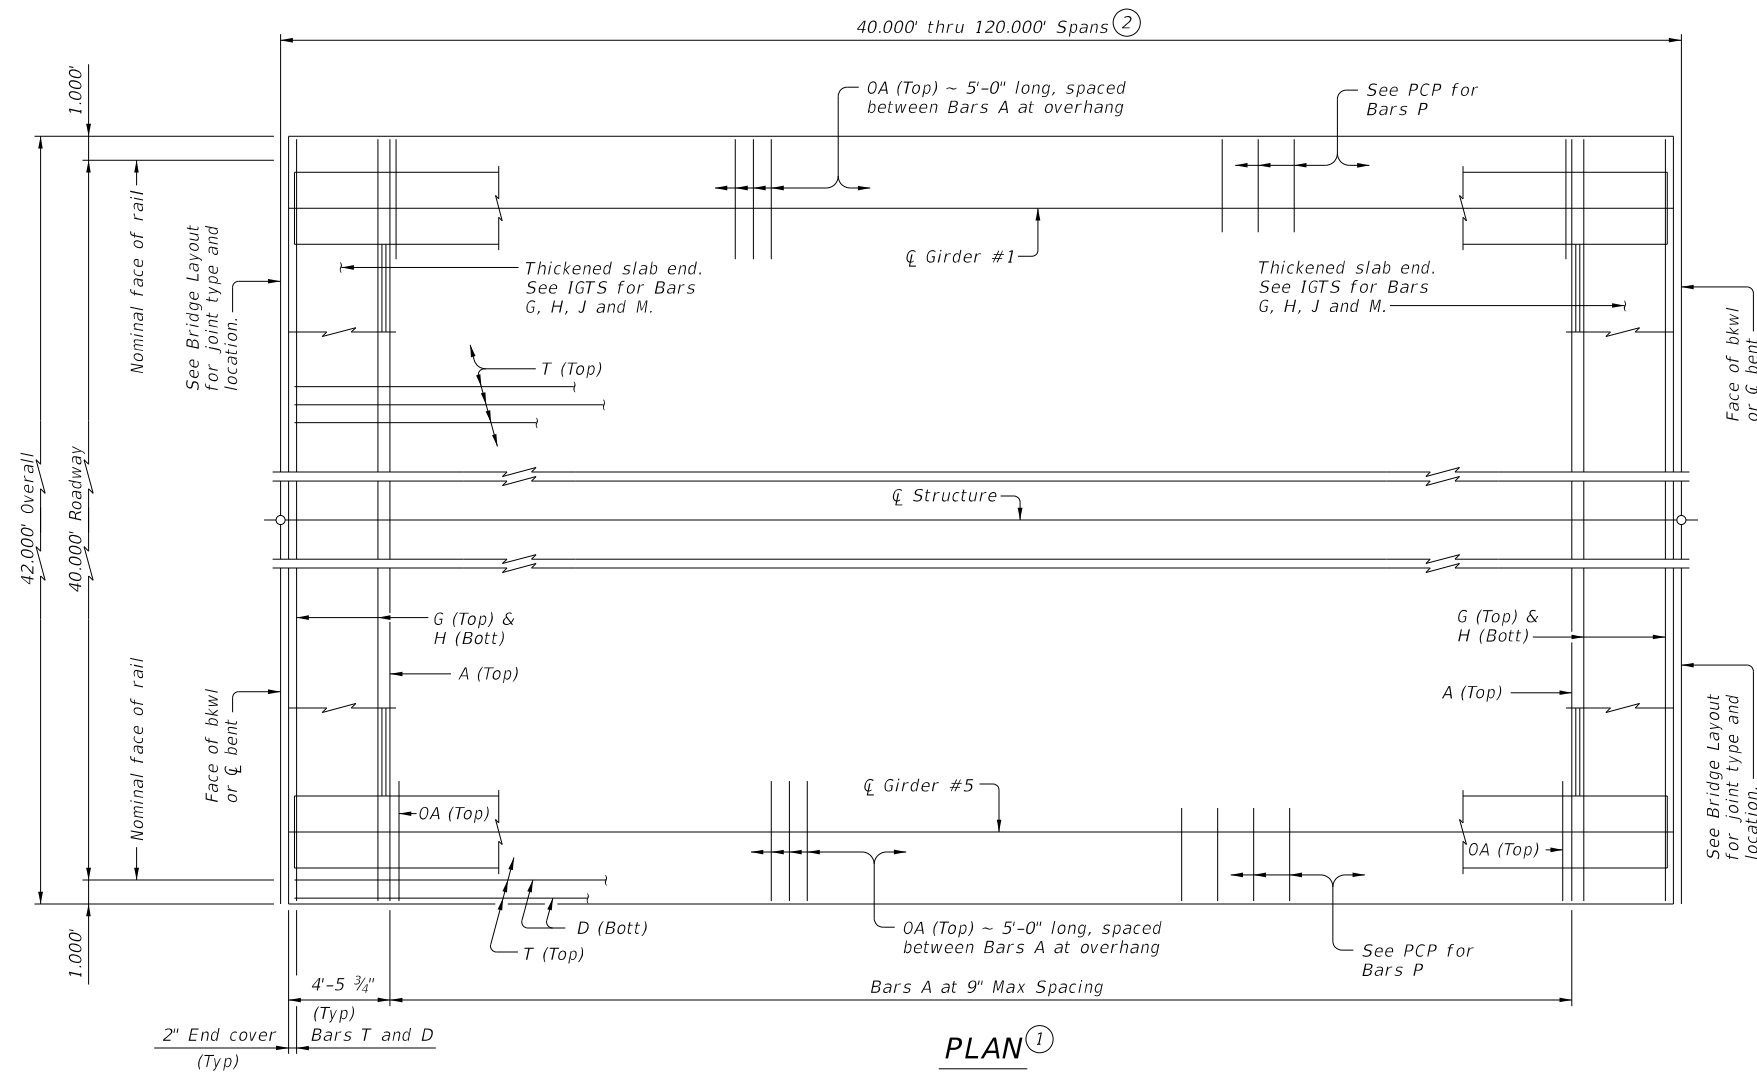 40.000' thru 120.000' Spans 2
1.000'
OA (Top) ~ 5'-0" long, spaced
between Bars A at overhang
See PCP for
Bars P
Nominal face of rail
See Bridge Layout
for joint type and
location.
℄ Girder #1
Thickened slab end.
See IGTS for Bars
G, H, J and M.
Thickened slab end.
See IGTS for Bars
G, H, J and M.
Face of bkwl
or ℄ bent
T (Top)
42.000' Overall
40.000' Roadway
℄ Structure
G (Top) &
H (Bott)
G (Top) &
H (Bott)
A (Top)
A (Top)
Nominal face of rail
Face of bkwl
or ℄ bent
See Bridge Layout
for joint type and
location.
℄ Girder #5
OA (Top)
OA (Top)
D (Bott)
T (Top)
OA (Top) ~ 5'-0" long, spaced
between Bars A at overhang
See PCP for
Bars P
1.000'
4'-5 ¾"
(Typ)
Bars A at 9" Max Spacing
2" End cover
(Typ)
Bars T and D
PLAN 1